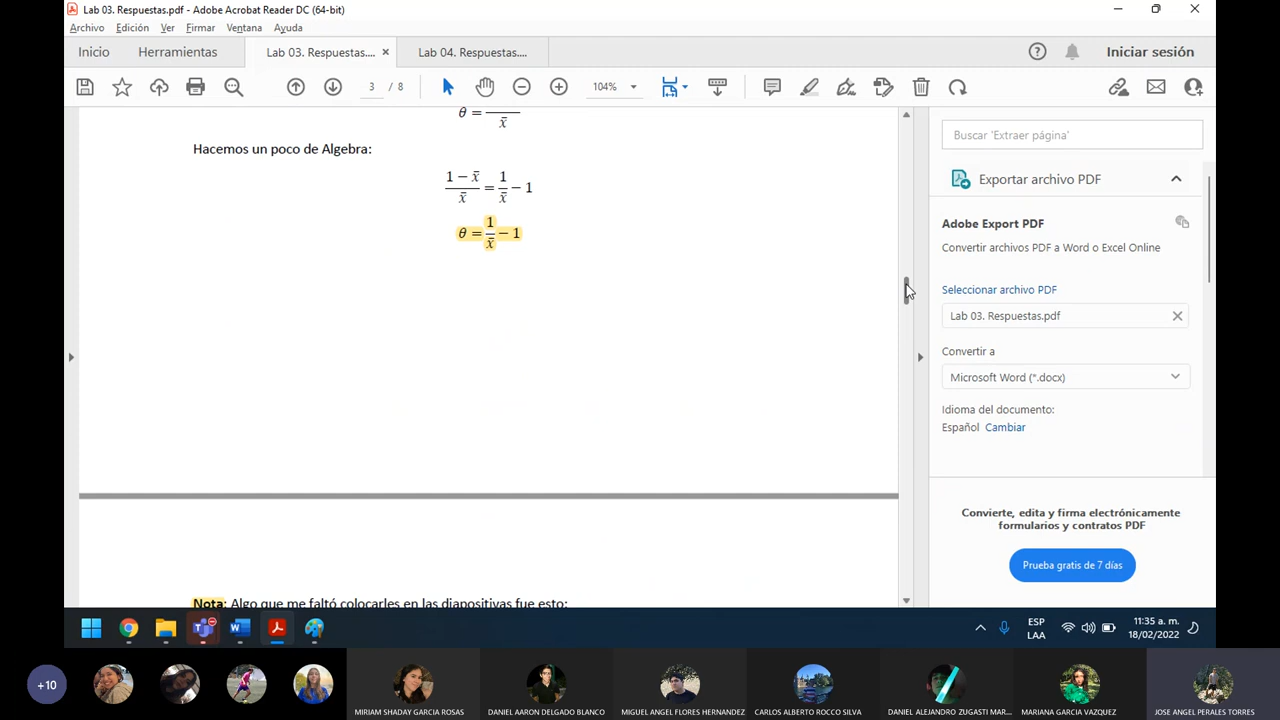 Lab 03. Respuestas.pdf - Adobe Acrobat Reader DC (64-bit)
Archivo Edición Ver Firmar Ventana Ayuda
Inicio Herramientas Lab 03. Respuestas.... × Lab 04. Respuestas.... Iniciar sesión
3 / 8 104%
θ = x̄
Hacemos un poco de Algebra:
1 − x̄ / x̄ = 1 / x̄ − 1
θ = 1 / x̄ − 1
Nota: Algo que me faltó colocarles en las diapositivas fue esto:
Buscar 'Extraer página'
Exportar archivo PDF
Adobe Export PDF
Convertir archivos PDF a Word o Excel Online
Seleccionar archivo PDF
Lab 03. Respuestas.pdf
Convertir a
Microsoft Word (*.docx)
Idioma del documento:
Español Cambiar
Convierte, edita y firma electrónicamente
formularios y contratos PDF
Prueba gratis de 7 días
ESP
LAA
11:35 a. m.
18/02/2022
+10
MIRIAM SHADAY GARCIA ROSAS
DANIEL AARON DELGADO BLANCO
MIGUEL ANGEL FLORES HERNANDEZ
CARLOS ALBERTO ROCCO SILVA
DANIEL ALEJANDRO ZUGASTI MAR...
MARIANA GARCIA VAZQUEZ
JOSE ANGEL PERALES TORRES